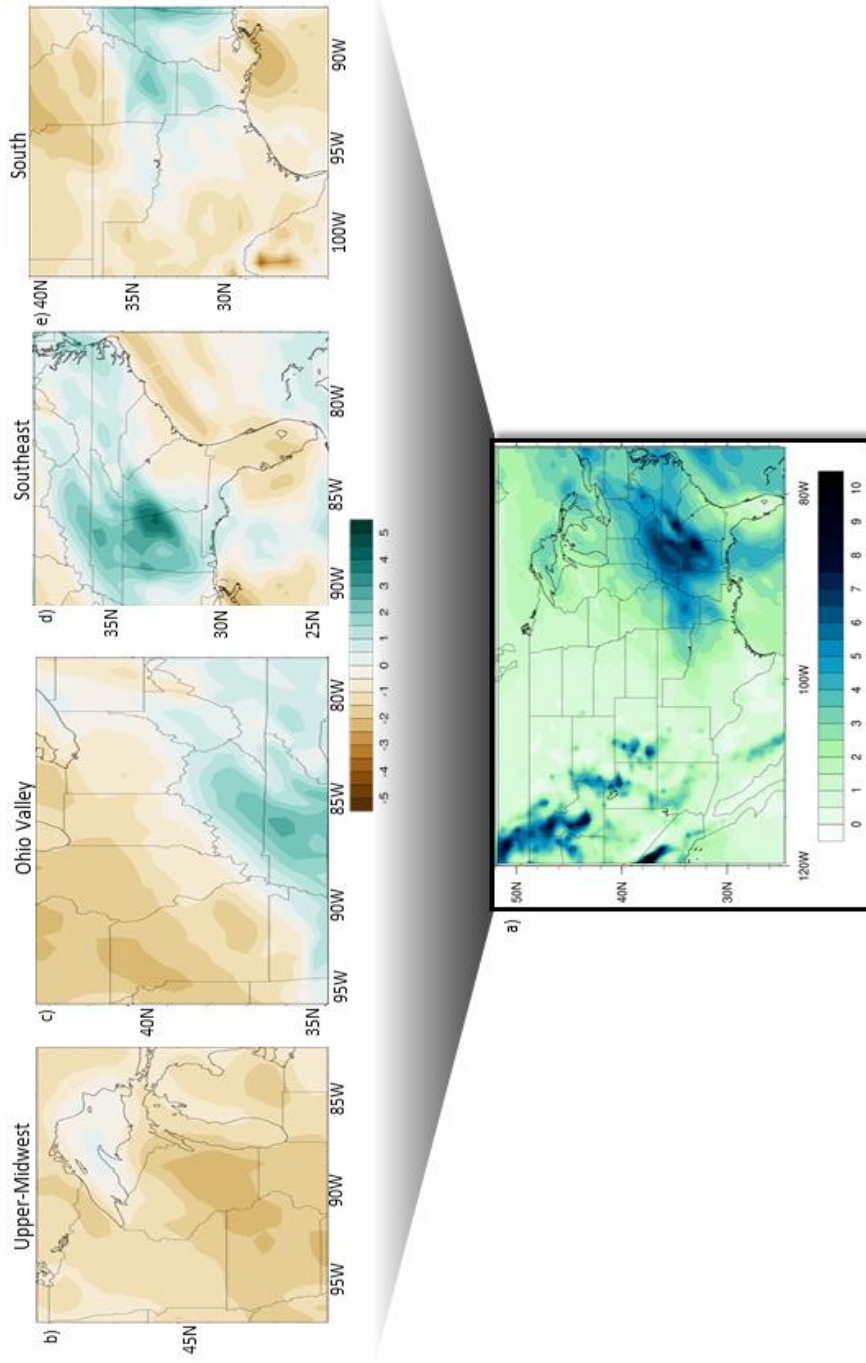 Upper-Midwest
b)
45N
95W 90W 85W
Ohio Valley
c)
40N
35N
95W 90W 85W 80W
Southeast
d)
35N
30N
25N
90W 85W 80W
South
e) 40N
35N
30N
100W 95W 90W
-5 -4 -3 -2 -1 0 1 2 3 4 5
a)
50N
40N
30N
120W 100W 80W
0 1 2 3 4 5 6 7 8 9 10